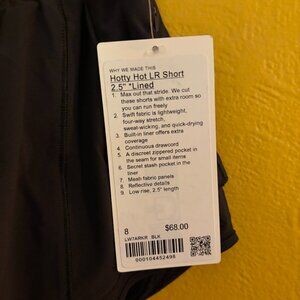 WHY WE MADE THIS
Hotty Hot LR Short
2.5" *Lined
1. Max out that stride. We cut
these shorts with extra room so
you can run freely
2. Swift fabric is lightweight,
four-way stretch,
sweat-wicking, and quick-drying
3. Built-in liner offers extra
coverage
4. Continuous drawcord
5. A discreet zippered pocket in
the seam for small items
6. Secret stash pocket in the
liner
7. Mesh fabric panels
8. Reflective details
9. Low rise, 2.5" length
8 $68.00
LW7ARKR BLK
600104452498